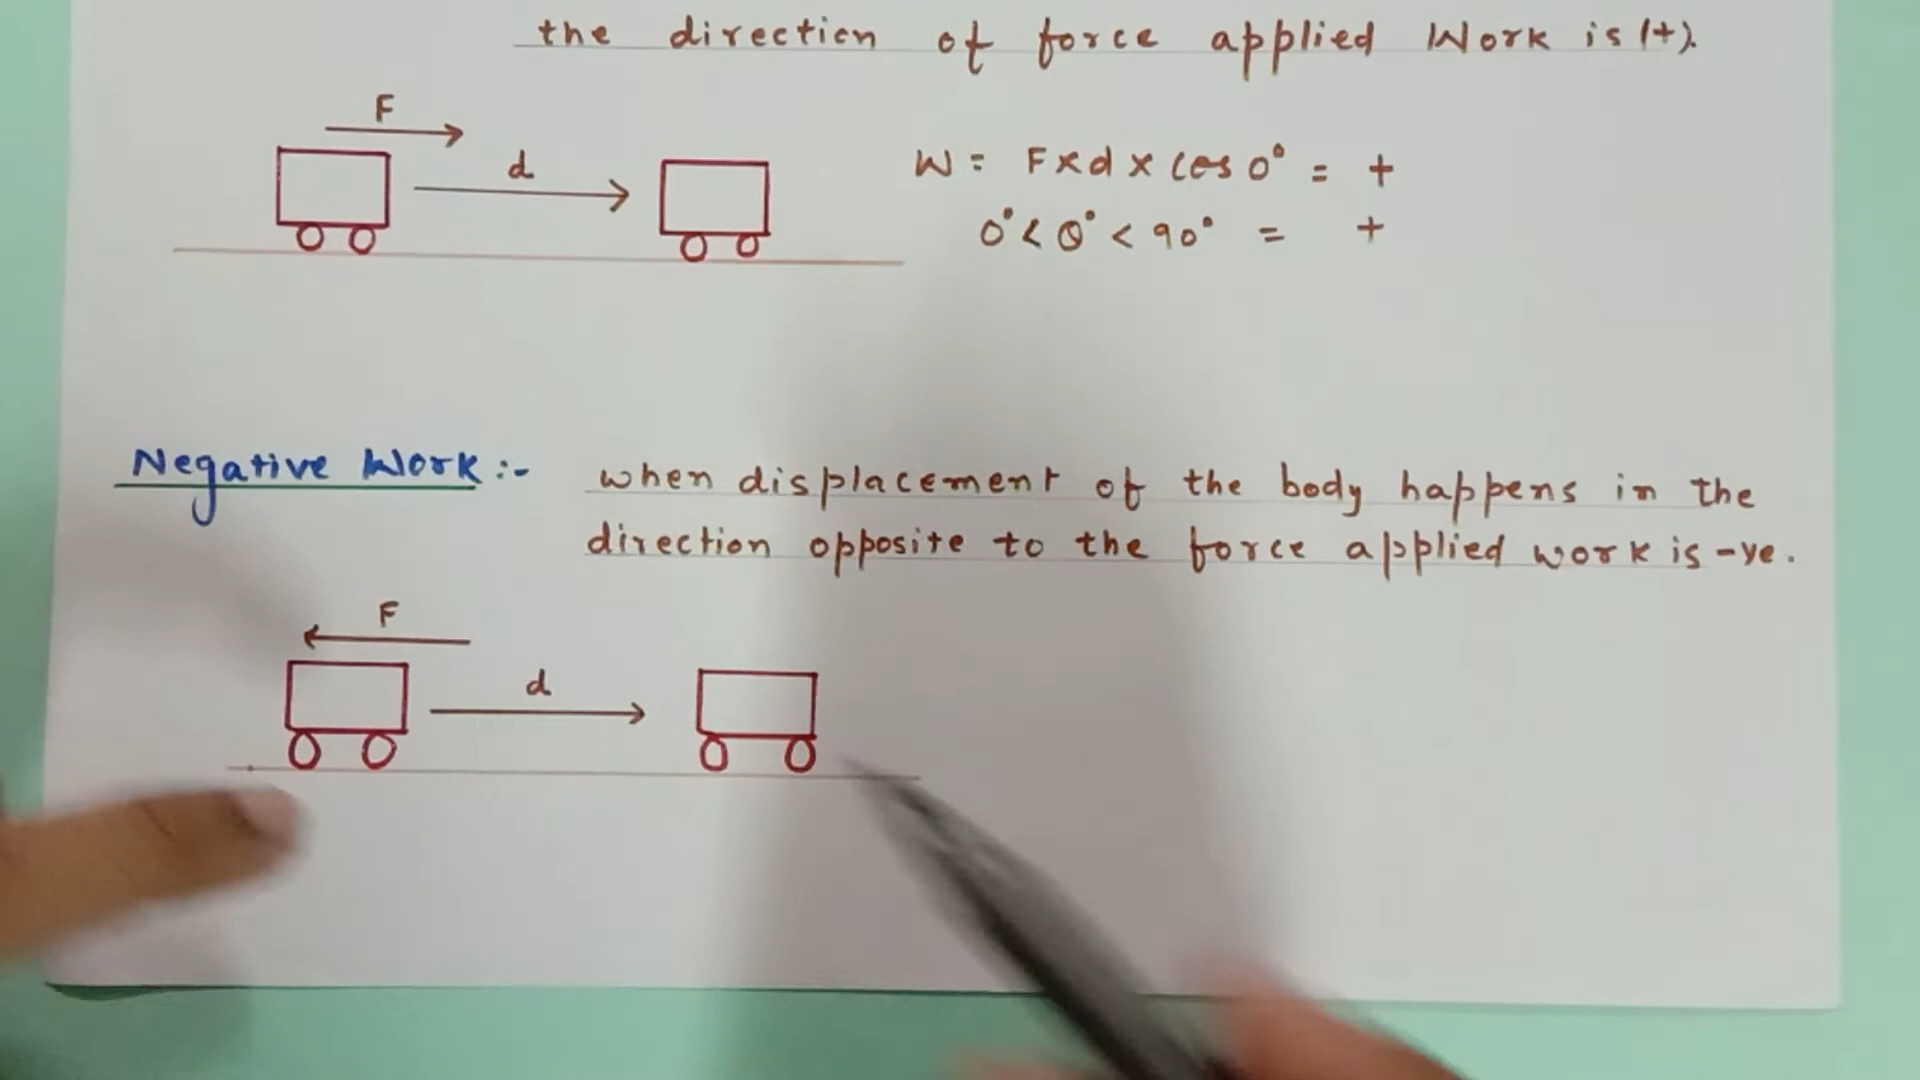 the direction of force applied Work is (+).
F
d
W = F x d x cos 0° = +
0° < θ° < 90° = +
Negative Work :- when displacement of the body happens in the
direction opposite to the force applied work is -ve.
F
d